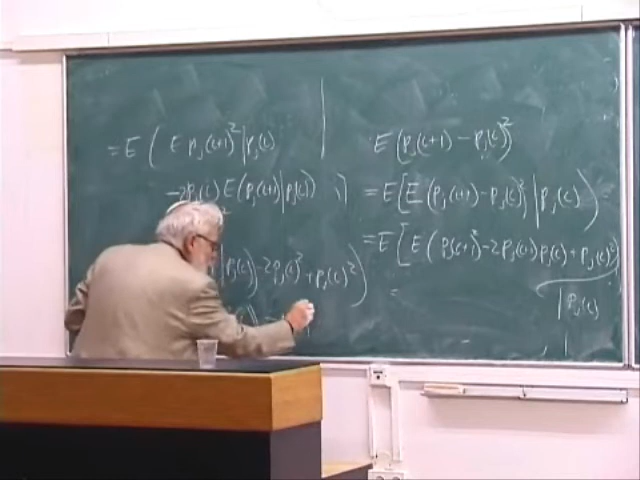 = E ( E p_j(t+1)^2 | p_j(t)
-2p_j(t) E (p_j(t+1) | p_j(t))
| p_j(t)) -2p_j(t)^2 + p_j(t)^2 )
E (p_j(t+1) - p_j(t))^2
= E [ E (p_j(t+1) - p_j(t))^2 | p_j(t) )
= E [ E ( p_j(t+1)^2 - 2p_j(t+1) p_j(t) + p_j(t)^2)
| p_j(t)
=